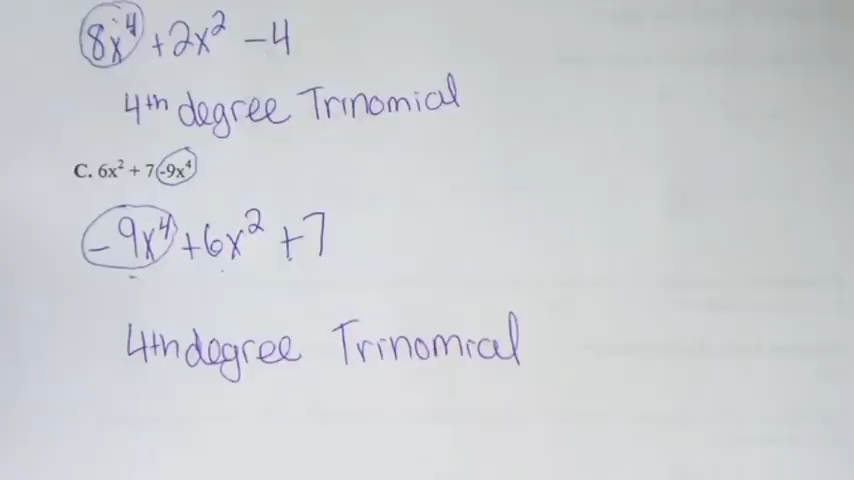 8x⁴ + 2x² - 4
4th degree Trinomial
C. 6x² + 7 -9x⁴
-9x⁴ + 6x² + 7
4th degree Trinomial